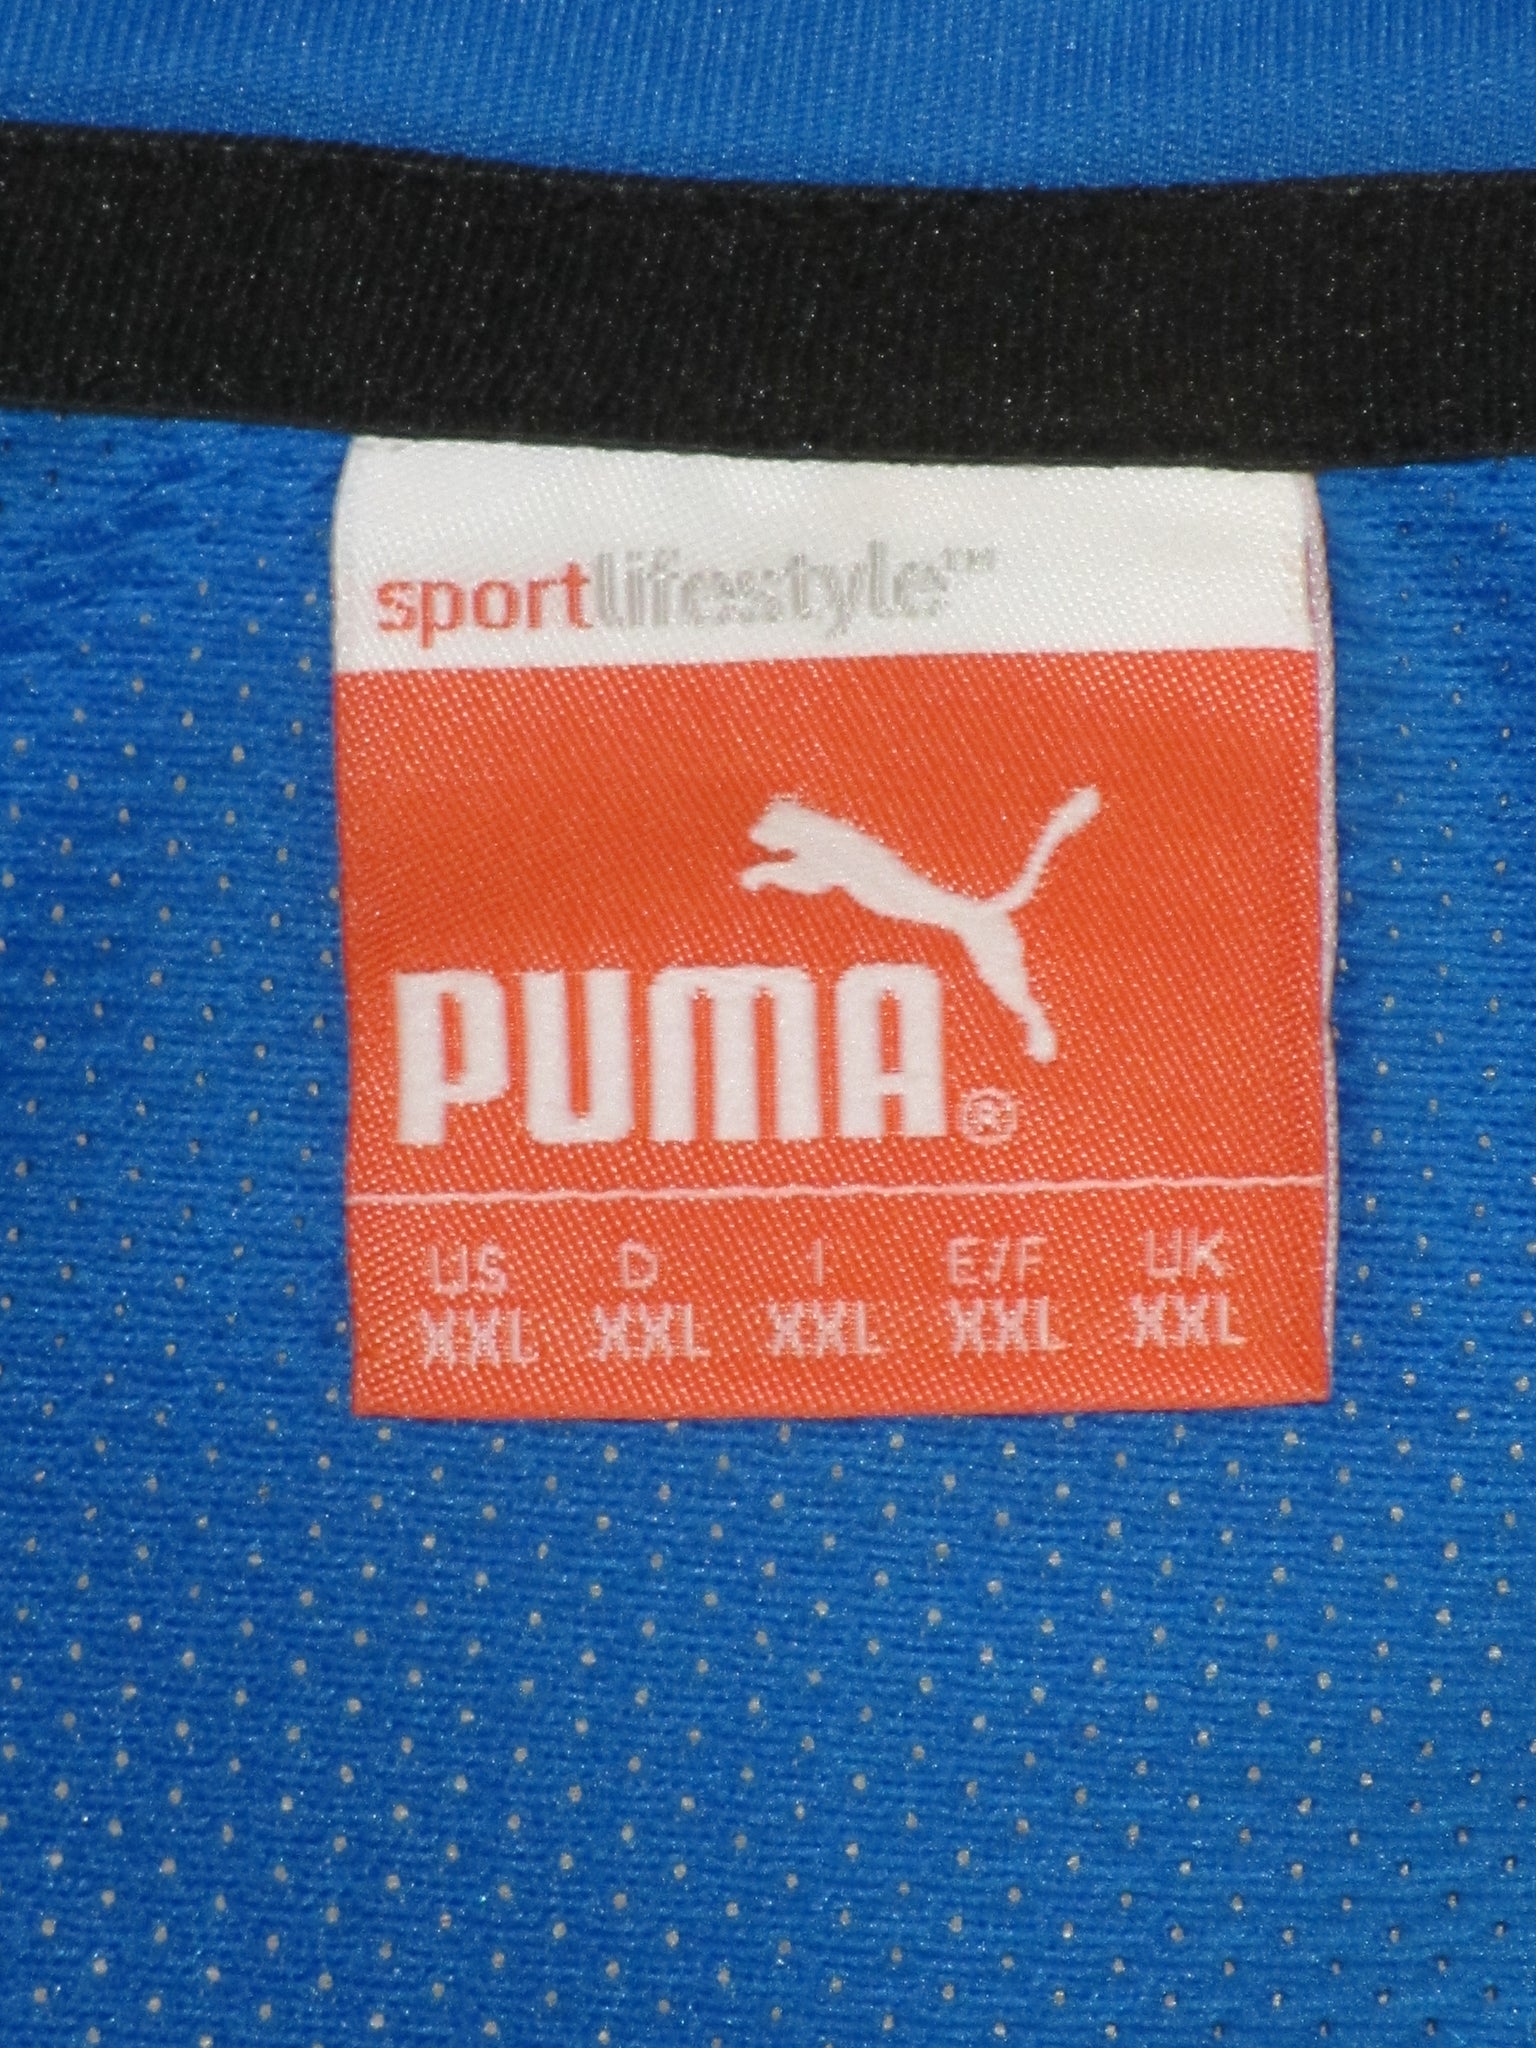 sportlifestyle™
PUMA®
US D I E/F UK
XXL XXL XXL XXL XXL